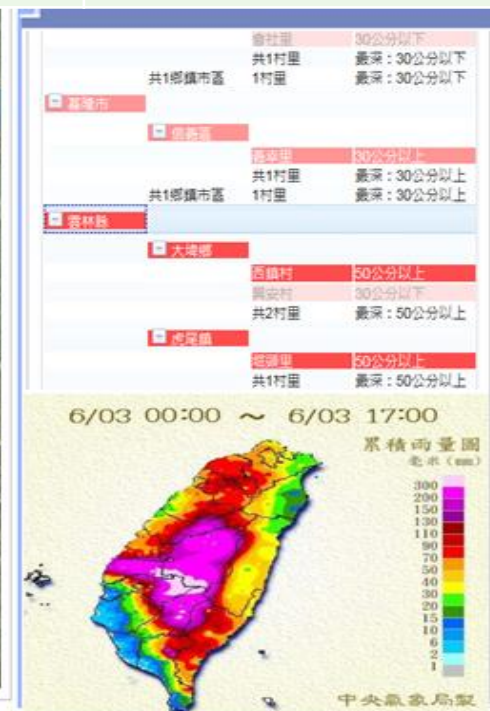 會社里 30公分以下
共1村里 最深：30公分以下
共1鄉鎮市區 1村里 最深：30公分以下
基隆市
信義區
義幸里 30公分以上
共1村里 最深：30公分以上
共1鄉鎮市區 1村里 最深：30公分以上
雲林縣
大埤鄉
西鎮村 50公分以上
興安村 30公分以下
共2村里 最深：50公分以上
虎尾鎮
堀頭里 50公分以上
共1村里 最深：50公分以上
6/03 00:00 ～ 6/03 17:00
累積雨量圖
毫米 (mm)
300
200
150
130
110
90
70
50
40
30
20
15
10
6
2
1
中央氣象局製